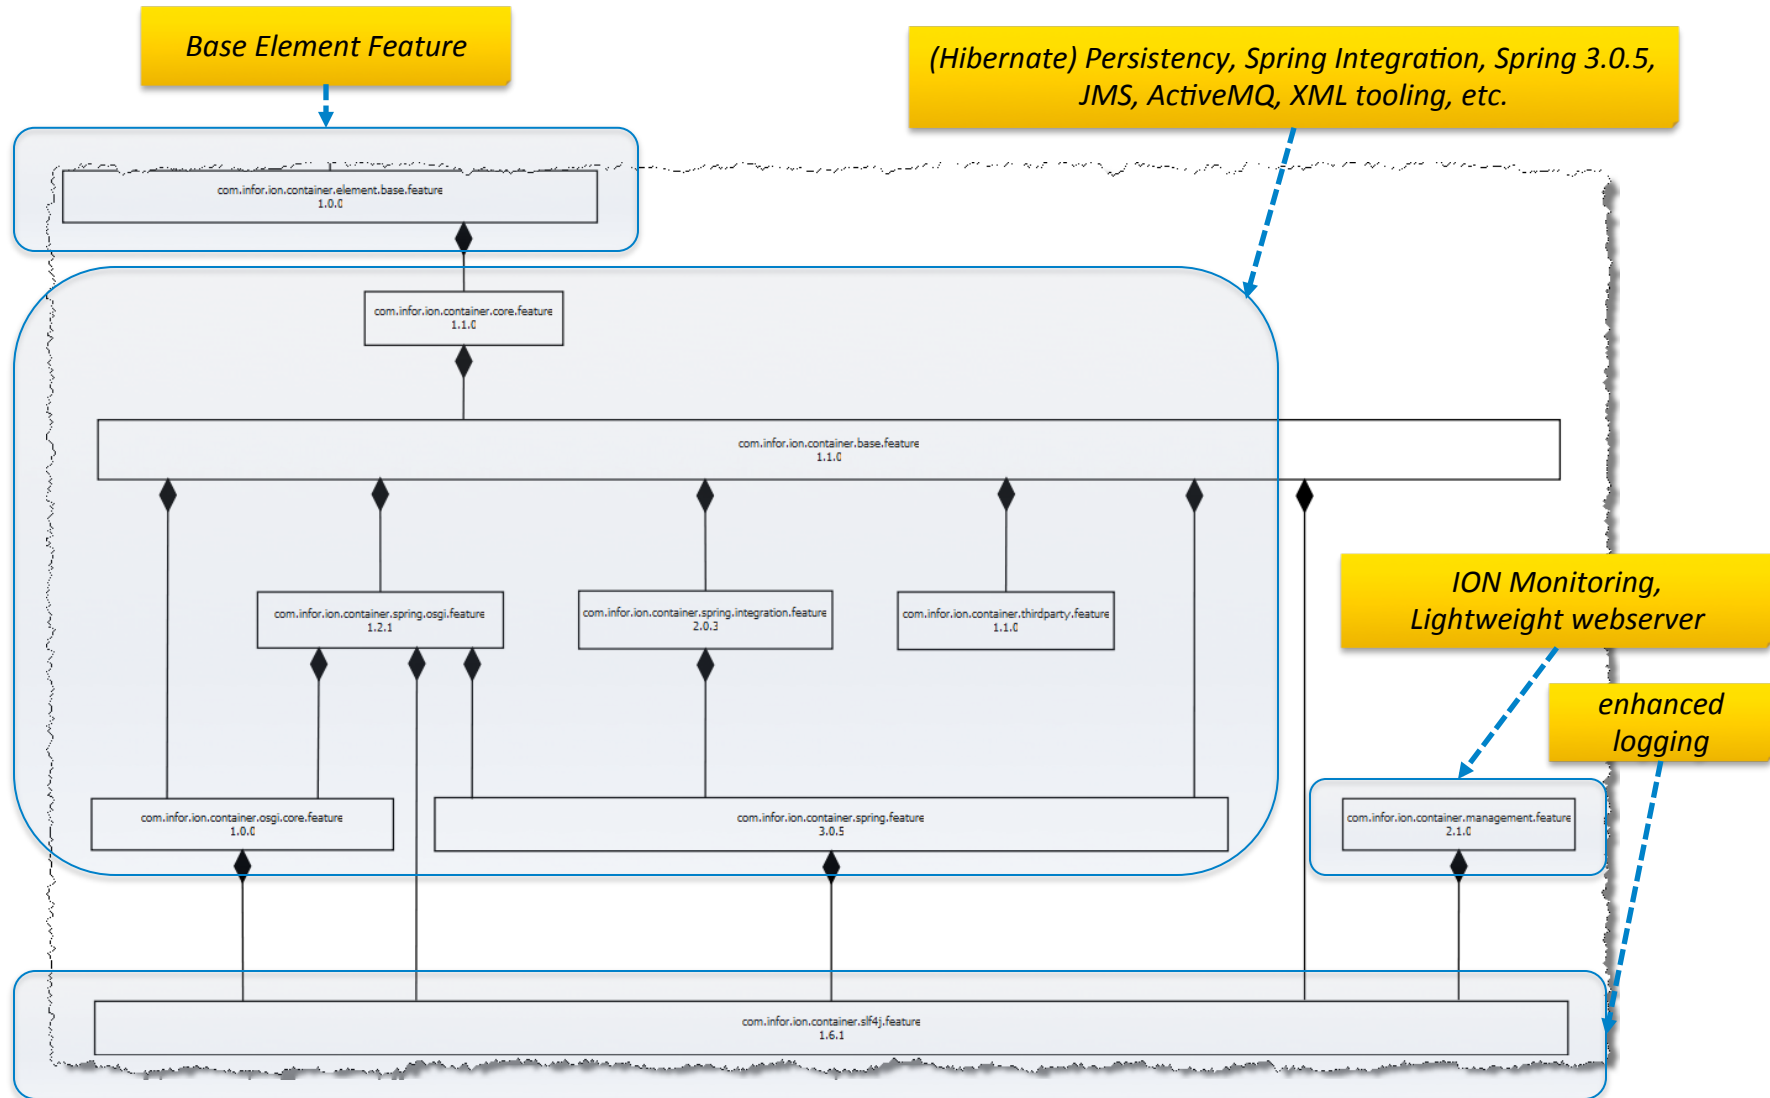 Base Element Feature
(Hibernate) Persistency, Spring Integration, Spring 3.0.5,
JMS, ActiveMQ, XML tooling, etc.
com.infor.ion.container.element.base.feature
1.0.0
com.infor.ion.container.core.feature
1.1.0
com.infor.ion.container.base.feature
1.1.0
com.infor.ion.container.spring.osgi.feature
1.2.1
com.infor.ion.container.spring.integration.feature
2.0.3
com.infor.ion.container.thirdparty.feature
1.1.0
ION Monitoring,
Lightweight webserver
enhanced
logging
com.infor.ion.container.osgi.core.feature
1.0.0
com.infor.ion.container.spring.feature
3.0.5
com.infor.ion.container.management.feature
2.1.0
com.infor.ion.container.slf4j.feature
1.6.1